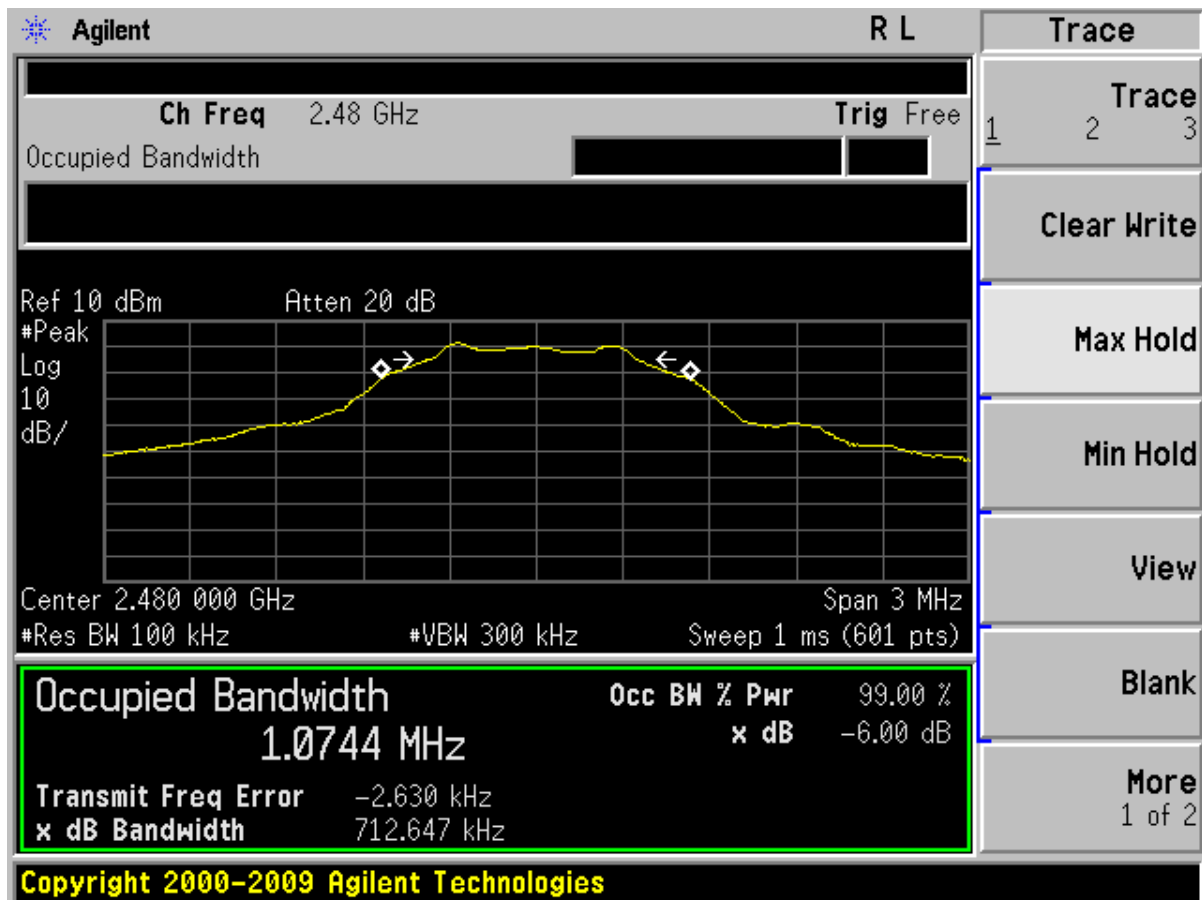 Agilent R L Trace
Ch Freq 2.48 GHz Trig Free
Occupied Bandwidth
Trace
1 2 3
Clear Write
Max Hold
Min Hold
View
Blank
More
1 of 2
Ref 10 dBm Atten 20 dB
#Peak
Log
10
dB/
Center 2.480 000 GHz Span 3 MHz
#Res BW 100 kHz #VBW 300 kHz Sweep 1 ms (601 pts)
Occupied Bandwidth Occ BW % Pwr 99.00 %
1.0744 MHz x dB -6.00 dB
Transmit Freq Error -2.630 kHz
x dB Bandwidth 712.647 kHz
Copyright 2000-2009 Agilent Technologies